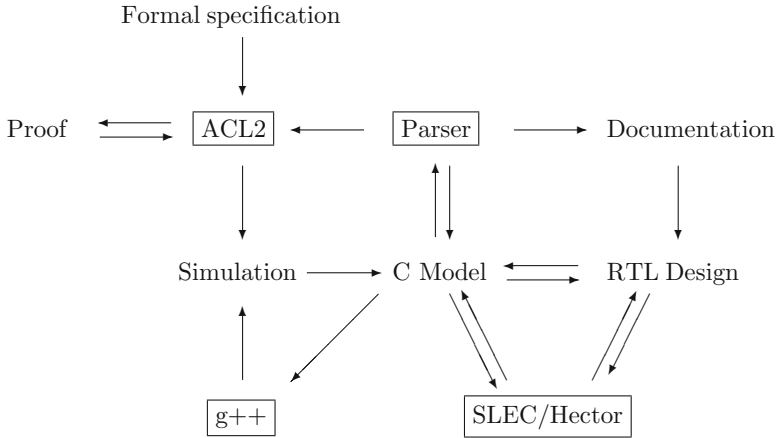 Formal specification
Proof
ACL2
Parser
Documentation
Simulation
C Model
RTL Design
g++
SLEC/Hector